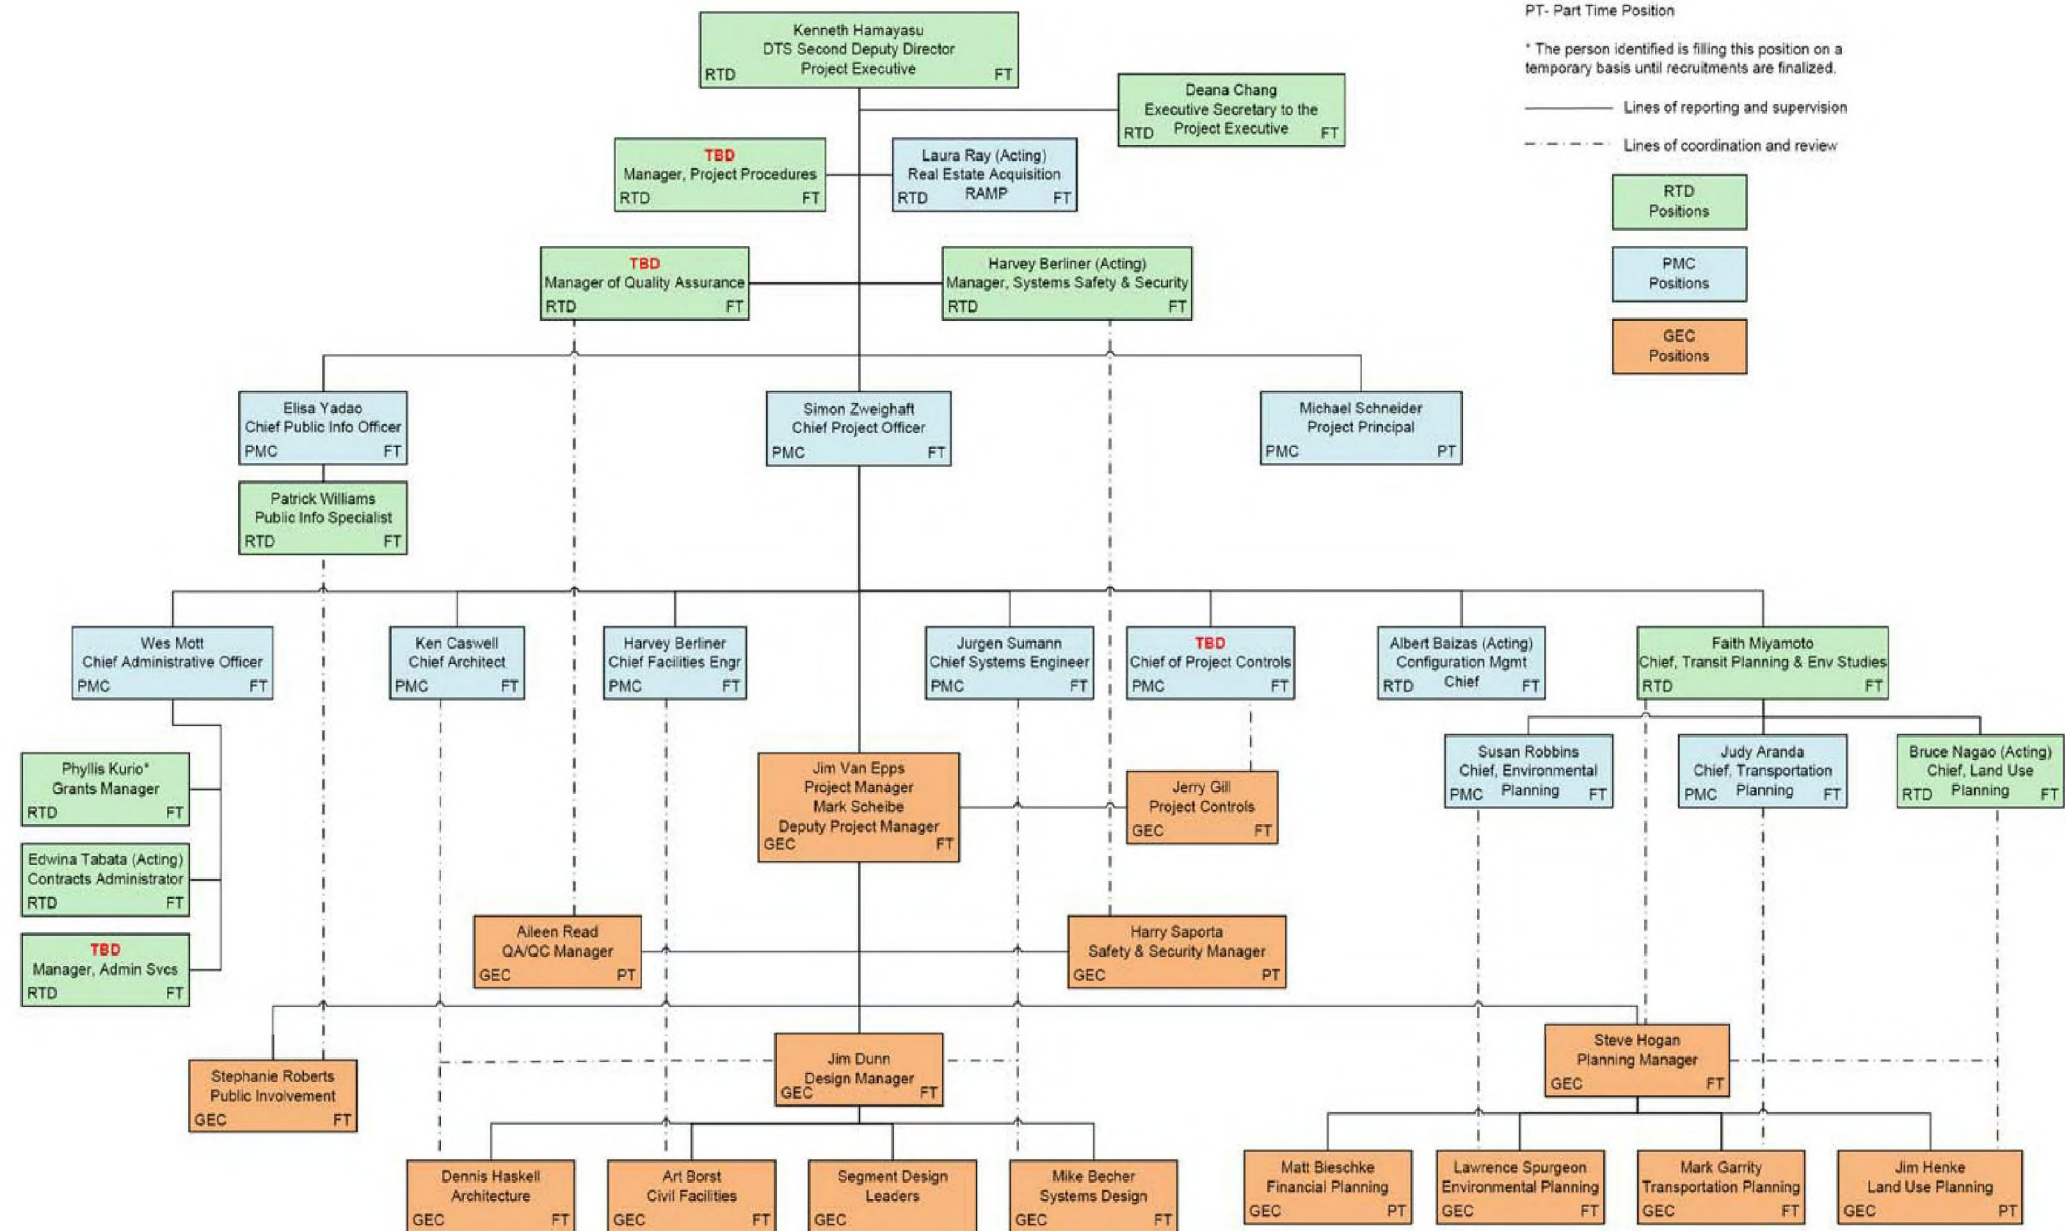 PT- Part Time Position
* The person identified is filling this position on a
temporary basis until recruitments are finalized.
Lines of reporting and supervision
Lines of coordination and review
RTD
Positions
PMC
Positions
GEC
Positions
Kenneth Hamayasu
DTS Second Deputy Director
Project Executive
RTD FT
Deana Chang
Executive Secretary to the
Project Executive
RTD FT
TBD
Manager, Project Procedures
RTD FT
Laura Ray (Acting)
Real Estate Acquisition
RAMP
RTD FT
TBD
Manager of Quality Assurance
RTD FT
Harvey Berliner (Acting)
Manager, Systems Safety & Security
RTD FT
Elisa Yadao
Chief Public Info Officer
PMC FT
Simon Zweighaft
Chief Project Officer
PMC FT
Michael Schneider
Project Principal
PMC PT
Patrick Williams
Public Info Specialist
RTD FT
Wes Mott
Chief Administrative Officer
PMC FT
Ken Caswell
Chief Architect
PMC FT
Harvey Berliner
Chief Facilities Engr
PMC FT
Jurgen Sumann
Chief Systems Engineer
PMC FT
TBD
Chief of Project Controls
PMC FT
Albert Baizas (Acting)
Configuration Mgmt
Chief
RTD FT
Faith Miyamoto
Chief, Transit Planning & Env Studies
RTD FT
Phyllis Kurio*
Grants Manager
RTD FT
Edwina Tabata (Acting)
Contracts Administrator
RTD FT
TBD
Manager, Admin Svcs
RTD FT
Jim Van Epps
Project Manager
Mark Scheibe
Deputy Project Manager
GEC FT
Jerry Gill
Project Controls
GEC FT
Susan Robbins
Chief, Environmental
Planning
PMC FT
Judy Aranda
Chief, Transportation
Planning
PMC FT
Bruce Nagao (Acting)
Chief, Land Use
Planning
RTD FT
Aileen Read
QA/QC Manager
GEC PT
Harry Saporta
Safety & Security Manager
GEC PT
Stephanie Roberts
Public Involvement
GEC FT
Jim Dunn
Design Manager
GEC FT
Steve Hogan
Planning Manager
GEC FT
Dennis Haskell
Architecture
GEC FT
Art Borst
Civil Facilities
GEC FT
Segment Design
Leaders
GEC
Mike Becher
Systems Design
GEC FT
Matt Bieschke
Financial Planning
GEC PT
Lawrence Spurgeon
Environmental Planning
GEC FT
Mark Garrity
Transportation Planning
GEC FT
Jim Henke
Land Use Planning
GEC PT